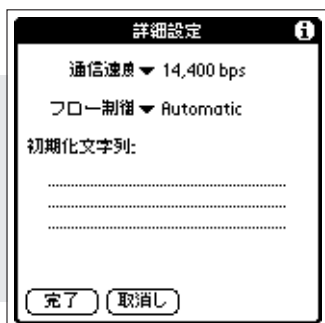 詳細設定
通信速度 14,400 bps
フロー制御 Automatic
初期化文字列:
完了 取消し